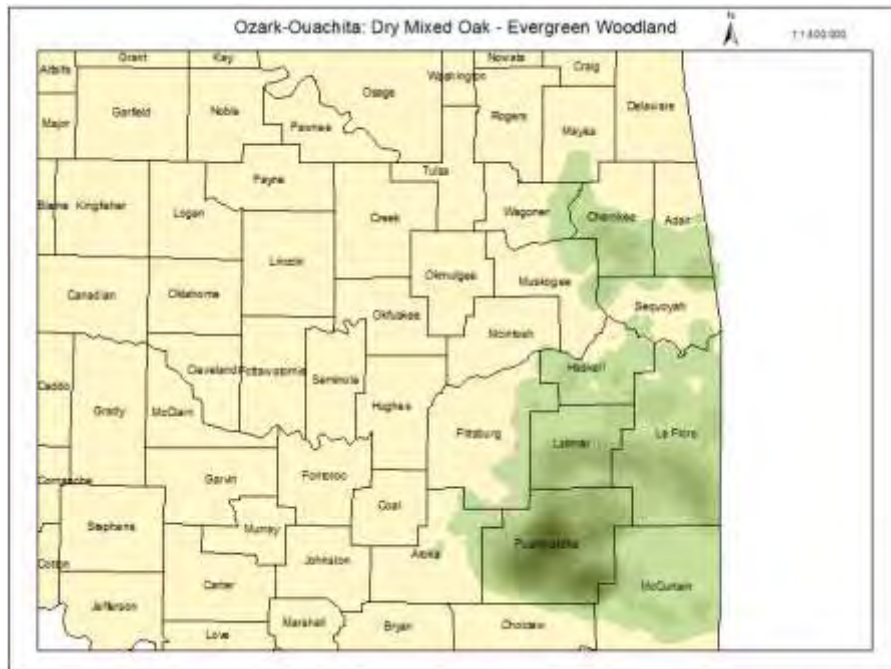 Ozark-Ouachita: Dry Mixed Oak - Evergreen Woodland
N
Grant
Kay
Nowata
Craig
Washington
Osage
Delaware
Garfield
Noble
Rogers
Major
Pawnee
Mayes
Tulsa
Payne
Blaine
Kingfisher
Logan
Creek
Wagoner
Cherokee
Adair
Lincoln
Okmulgee
Muskogee
Canadian
Oklahoma
Okfuskee
Sequoyah
McIntosh
Caddo
Cleveland
Pottawatomie
Seminole
Haskell
Grady
McClain
Hughes
Pittsburg
Latimer
Le Flore
Comanche
Garvin
Pontotoc
Coal
Stephens
Murray
Pushmataha
Atoka
Johnston
Cotton
Carter
McCurtain
Jefferson
Marshall
Love
Bryan
Choctaw